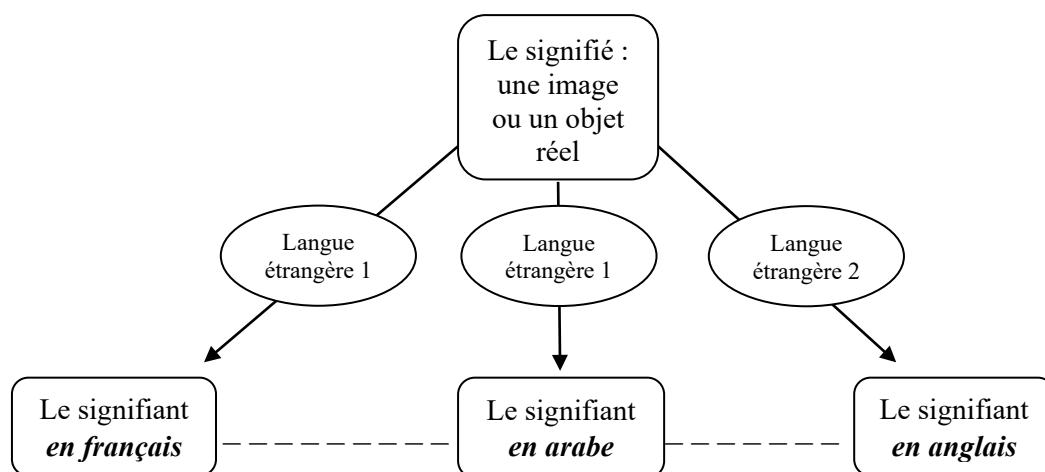 Le signifié :
une image
ou un objet
réel
Langue
étrangère 1
Langue
étrangère 1
Langue
étrangère 2
Le signifiant
en français
Le signifiant
en arabe
Le signifiant
en anglais